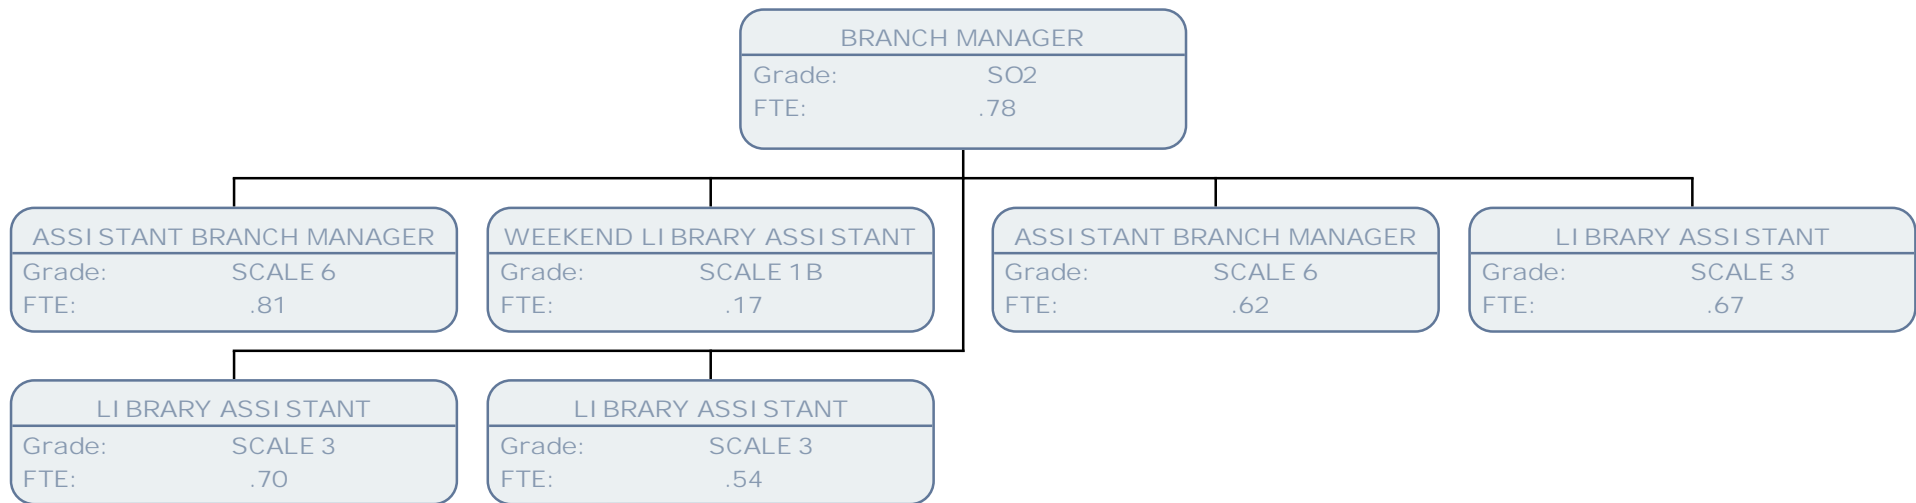 BRANCH MANAGER
Grade: SO2
FTE: .78
ASSISTANT BRANCH MANAGER
Grade: SCALE 6
FTE: .81
WEEKEND LIBRARY ASSISTANT
Grade: SCALE 1B
FTE: .17
ASSISTANT BRANCH MANAGER
Grade: SCALE 6
FTE: .62
LIBRARY ASSISTANT
Grade: SCALE 3
FTE: .67
LIBRARY ASSISTANT
Grade: SCALE 3
FTE: .70
LIBRARY ASSISTANT
Grade: SCALE 3
FTE: .54